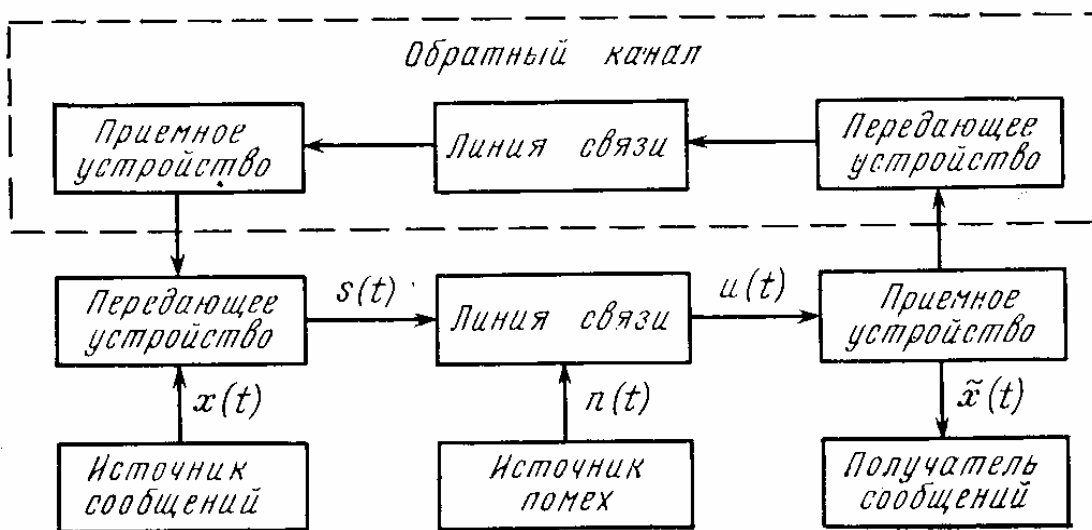 Обратный канал
Приемное
устройство
Линия связи
Передающее
устройство
Передающее
устройство
s(t)
Линия связи
u(t)
Приемное
устройство
x(t)
n(t)
x̃(t)
Источник
сообщений
Источник
помех
Получатель
сообщений